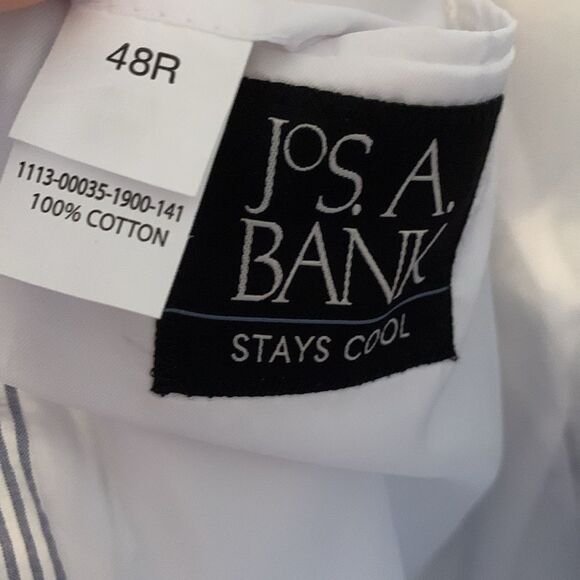 48R
1113-00035-1900-141
100% COTTON
JOS. A.
BANK
STAYS COOL